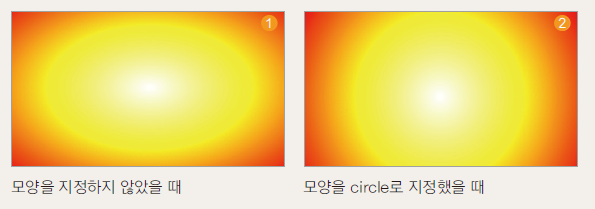 1
2
모양을 지정하지 않았을 때
모양을 circle로 지정했을 때